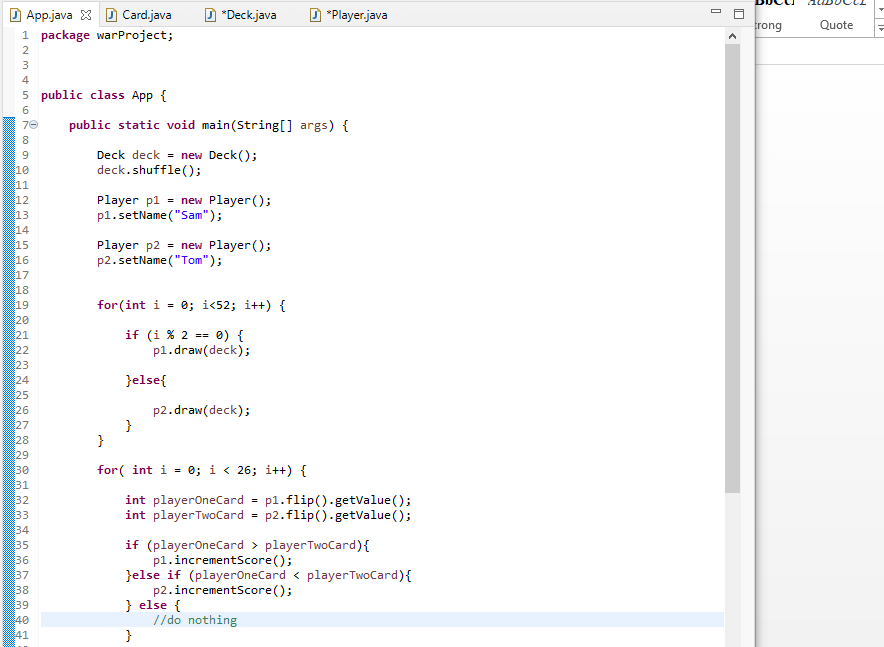 App.java Card.java *Deck.java *Player.java
rong Quote
1 package warProject;
2
3
4
5 public class App {
6
7 public static void main(String[] args) {
8
9 Deck deck = new Deck();
10 deck.shuffle();
11
12 Player p1 = new Player();
13 p1.setName("Sam");
14
15 Player p2 = new Player();
16 p2.setName("Tom");
17
18
19 for(int i = 0; i<52; i++) {
20
21 if (i % 2 == 0) {
22 p1.draw(deck);
23
24 }else{
25
26 p2.draw(deck);
27 }
28 }
29
30 for( int i = 0; i < 26; i++) {
31
32 int playerOneCard = p1.flip().getValue();
33 int playerTwoCard = p2.flip().getValue();
34
35 if (playerOneCard > playerTwoCard){
36 p1.incrementScore();
37 }else if (playerOneCard < playerTwoCard){
38 p2.incrementScore();
39 } else {
40 //do nothing
41 }